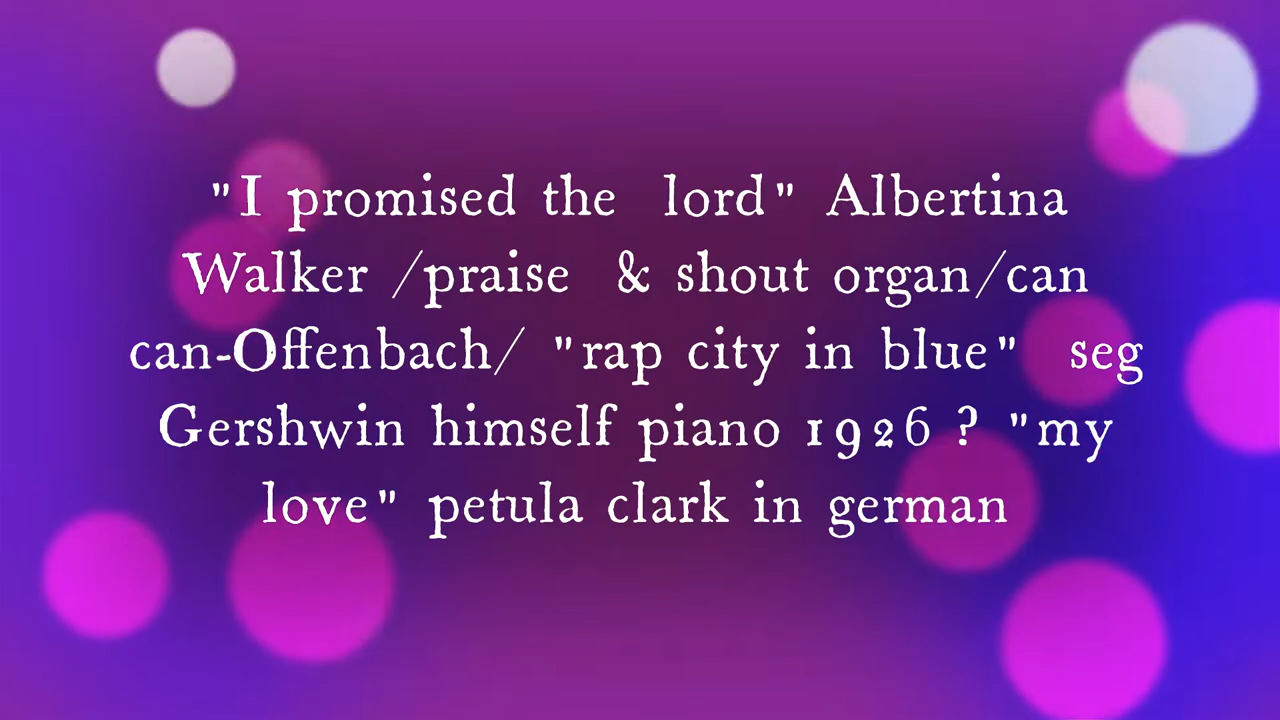 "I promised the lord" Albertina
Walker /praise & shout organ/can
can-Offenbach/ "rap city in blue" seg
Gershwin himself piano 1926 ? "my
love" petula clark in german